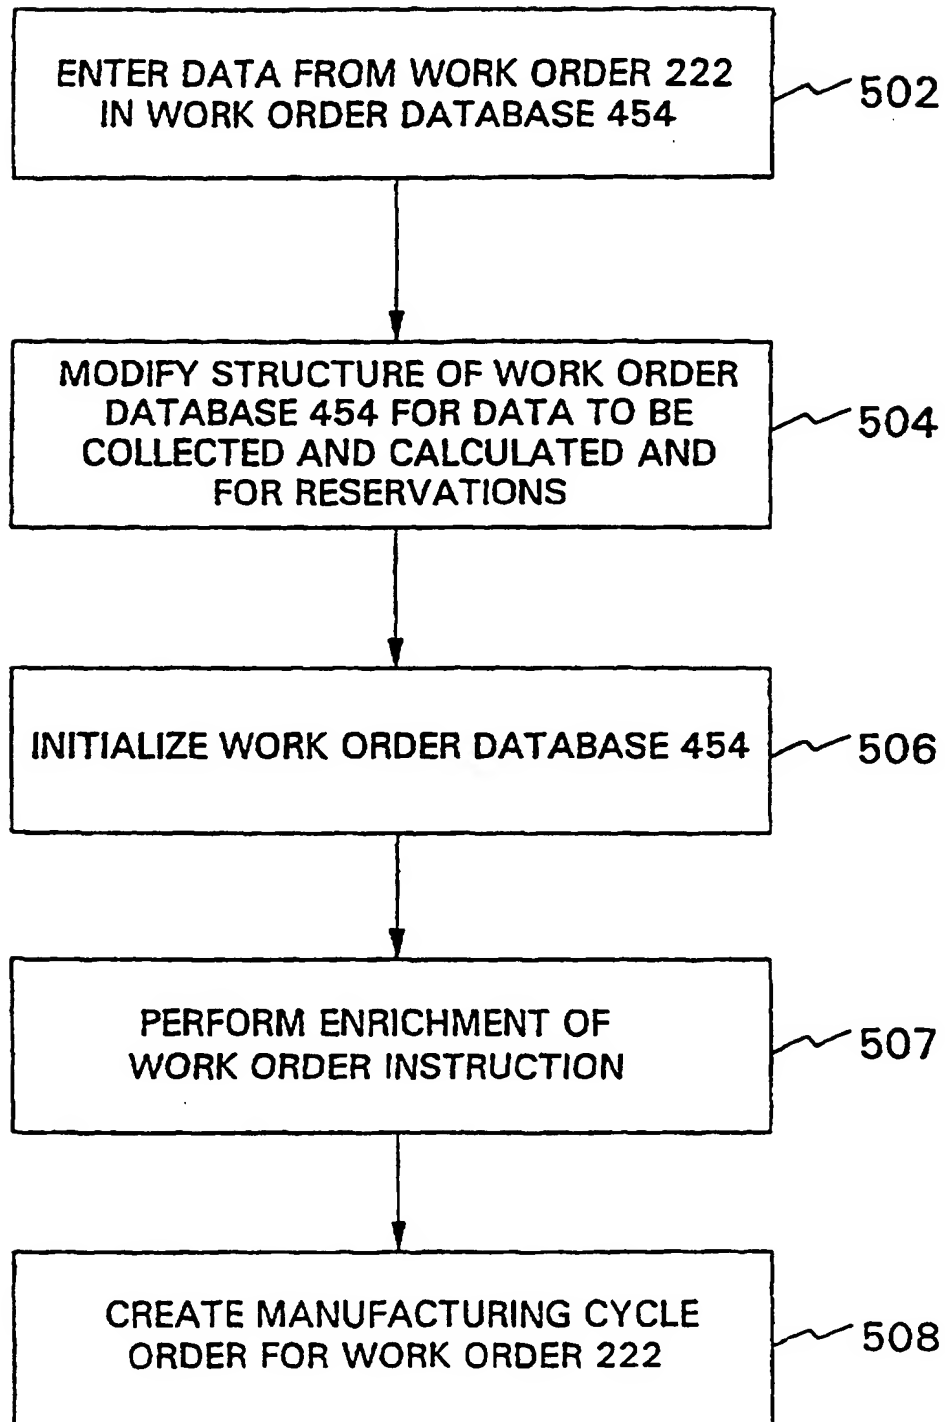 ENTER DATA FROM WORK ORDER 222
IN WORK ORDER DATABASE 454
502
MODIFY STRUCTURE OF WORK ORDER
DATABASE 454 FOR DATA TO BE
COLLECTED AND CALCULATED AND
FOR RESERVATIONS
504
INITIALIZE WORK ORDER DATABASE 454
506
PERFORM ENRICHMENT OF
WORK ORDER INSTRUCTION
507
CREATE MANUFACTURING CYCLE
ORDER FOR WORK ORDER 222
508